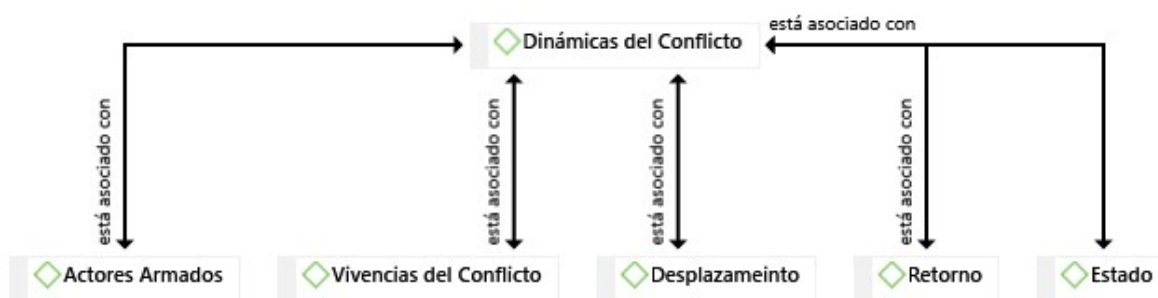 está asociado con
Dinámicas del Conflicto
está asociado con
está asociado con
está asociado con
está asociado con
Actores Armados
Vivencias del Conflicto
Desplazameinto
Retorno
Estado